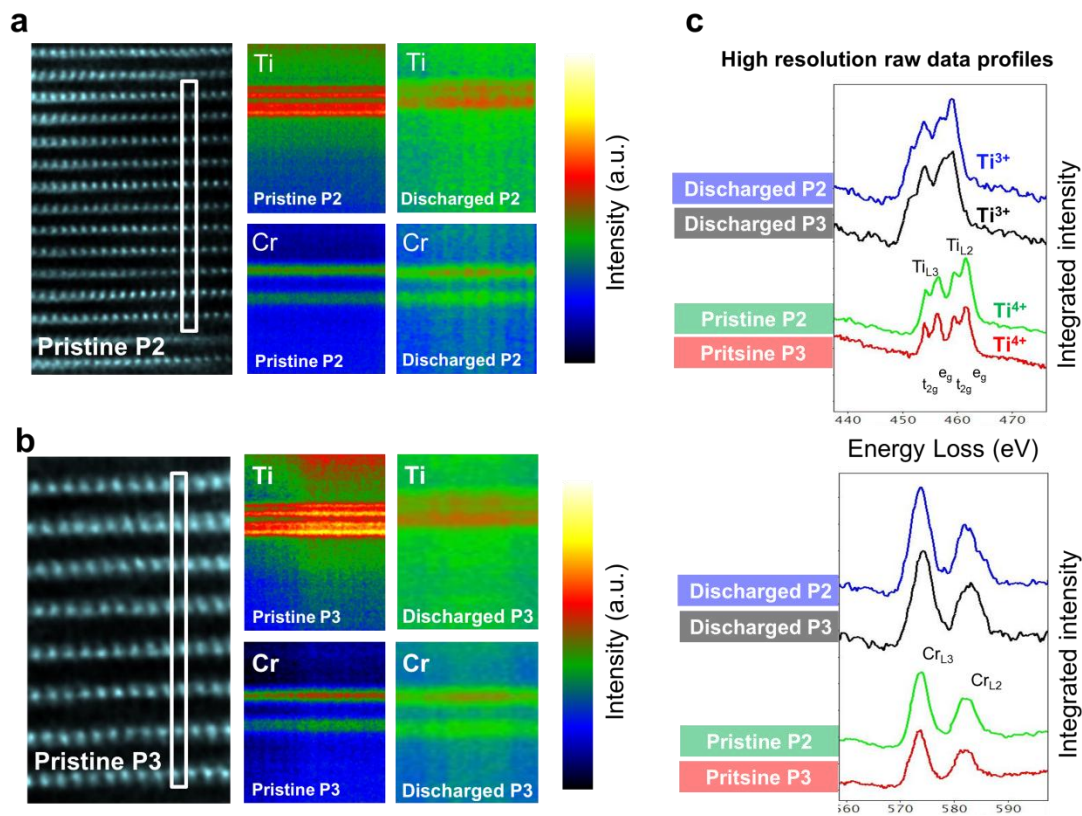 a
Ti
Pristine P2
Discharged P2
Cr
Pristine P2
Pristine P2
Discharged P2
Intensity (a.u.)
b
Ti
Pristine P3
Discharged P3
Cr
Cr
Pristine P3
Pristine P3
Discharged P3
Intensity (a.u.)
c
High resolution raw data profiles
Discharged P2
Discharged P3
Ti3+
Ti3+
TiL3
TiL2
Pristine P2
Pritsine P3
Ti4+
Ti4+
t2g eg t2g eg
440 450 460 470
Energy Loss (eV)
Integrated intensity
Discharged P2
Discharged P3
CrL3
CrL2
Pristine P2
Pritsine P3
560 570 580 590
Integrated intensity